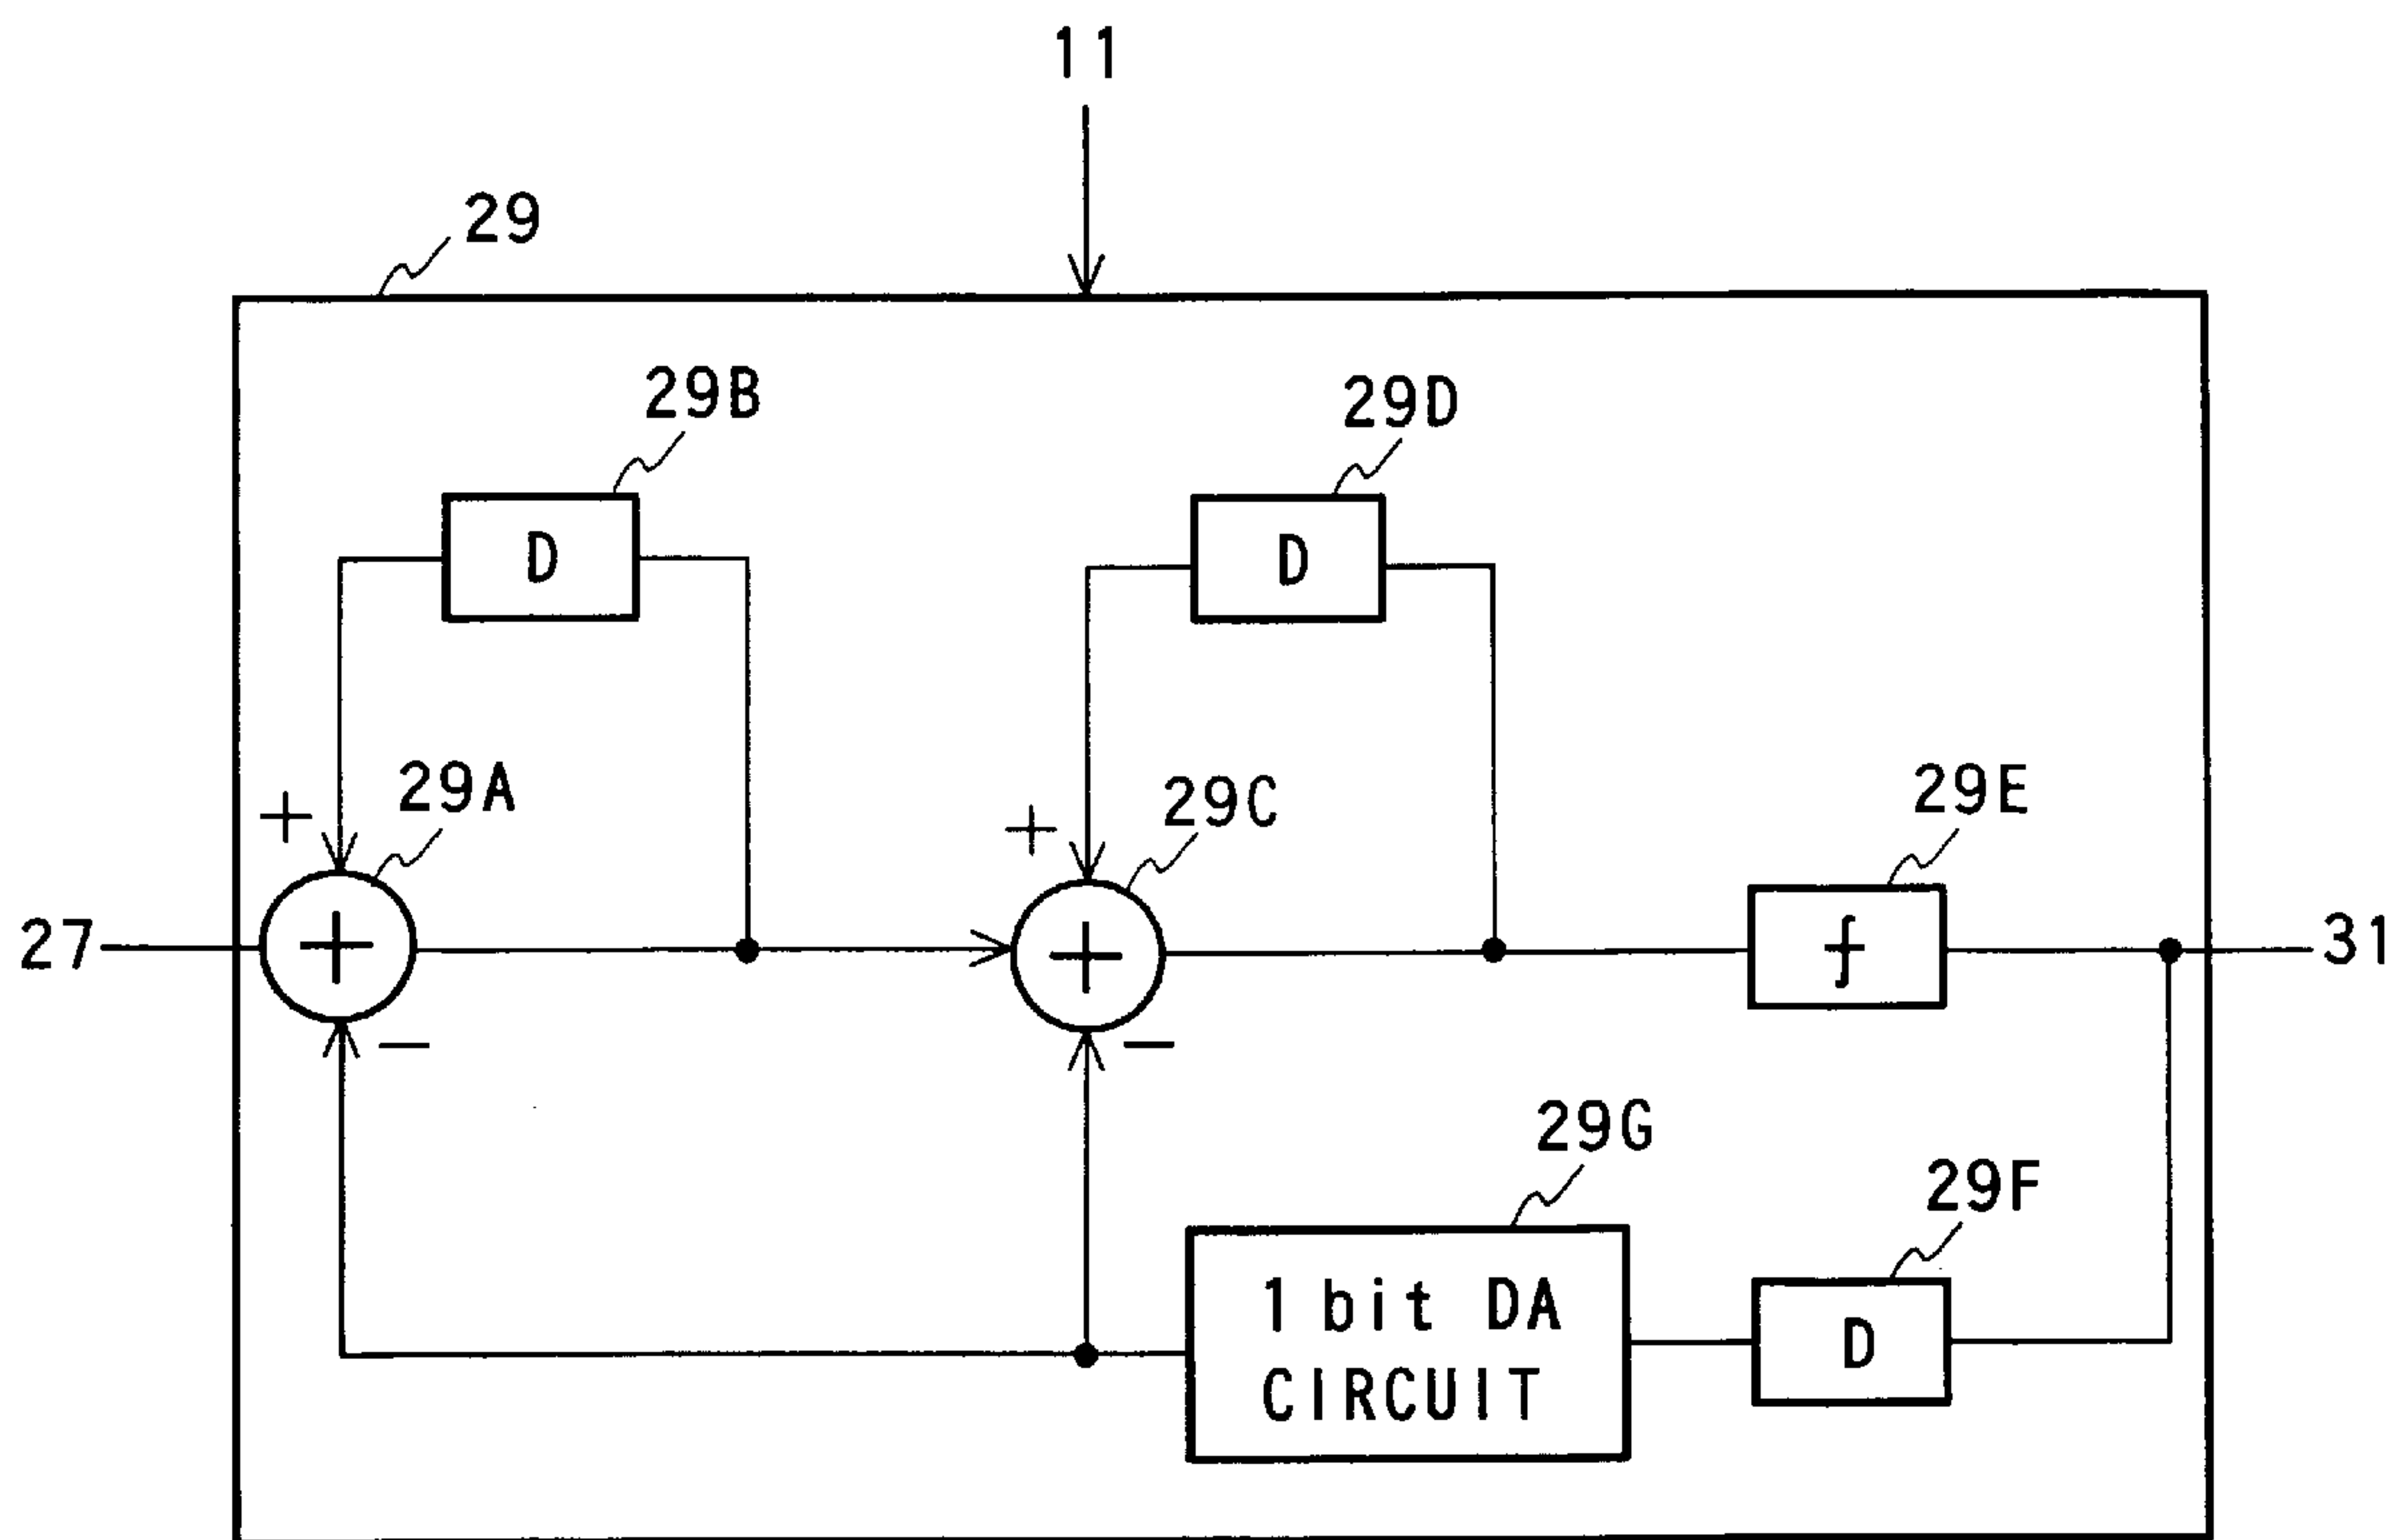 11
29
29B
29D
D
D
+
29A
+
29C
29E
27
+
+
f
31
−
−
29G
29F
1 bit DA
CIRCUIT
D